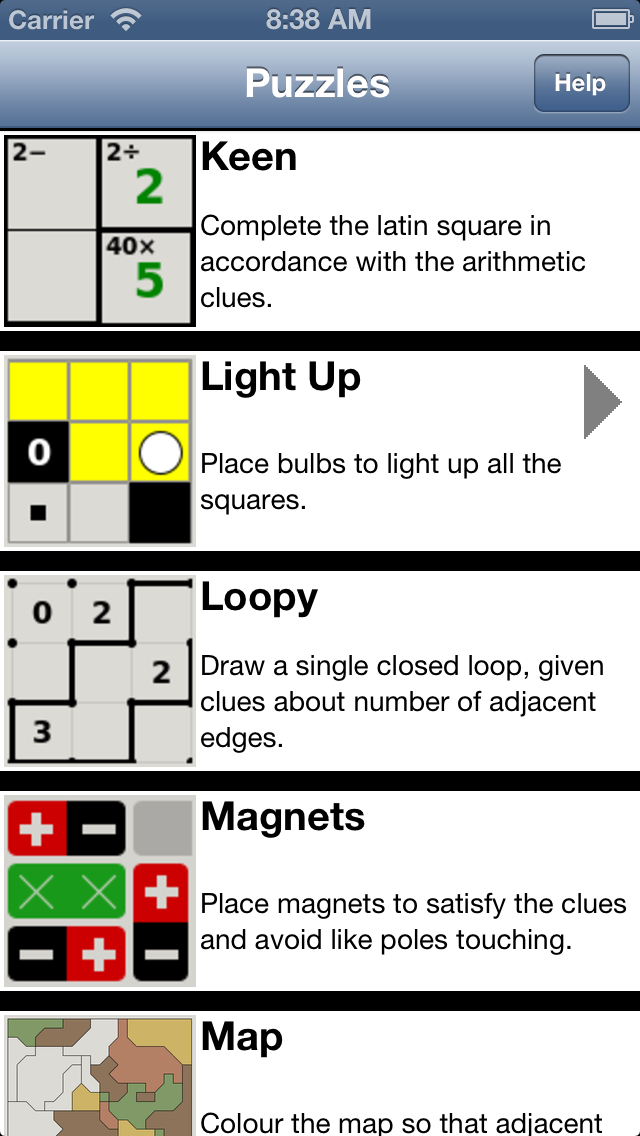 Carrier 8:38 AM
Puzzles Help
2− 2÷
2
40×
5
Keen
Complete the latin square in
accordance with the arithmetic
clues.
0
Light Up
Place bulbs to light up all the
squares.
0 2
2
3
Loopy
Draw a single closed loop, given
clues about number of adjacent
edges.
+ −
+
− + −
Magnets
Place magnets to satisfy the clues
and avoid like poles touching.
Map
Colour the map so that adjacent